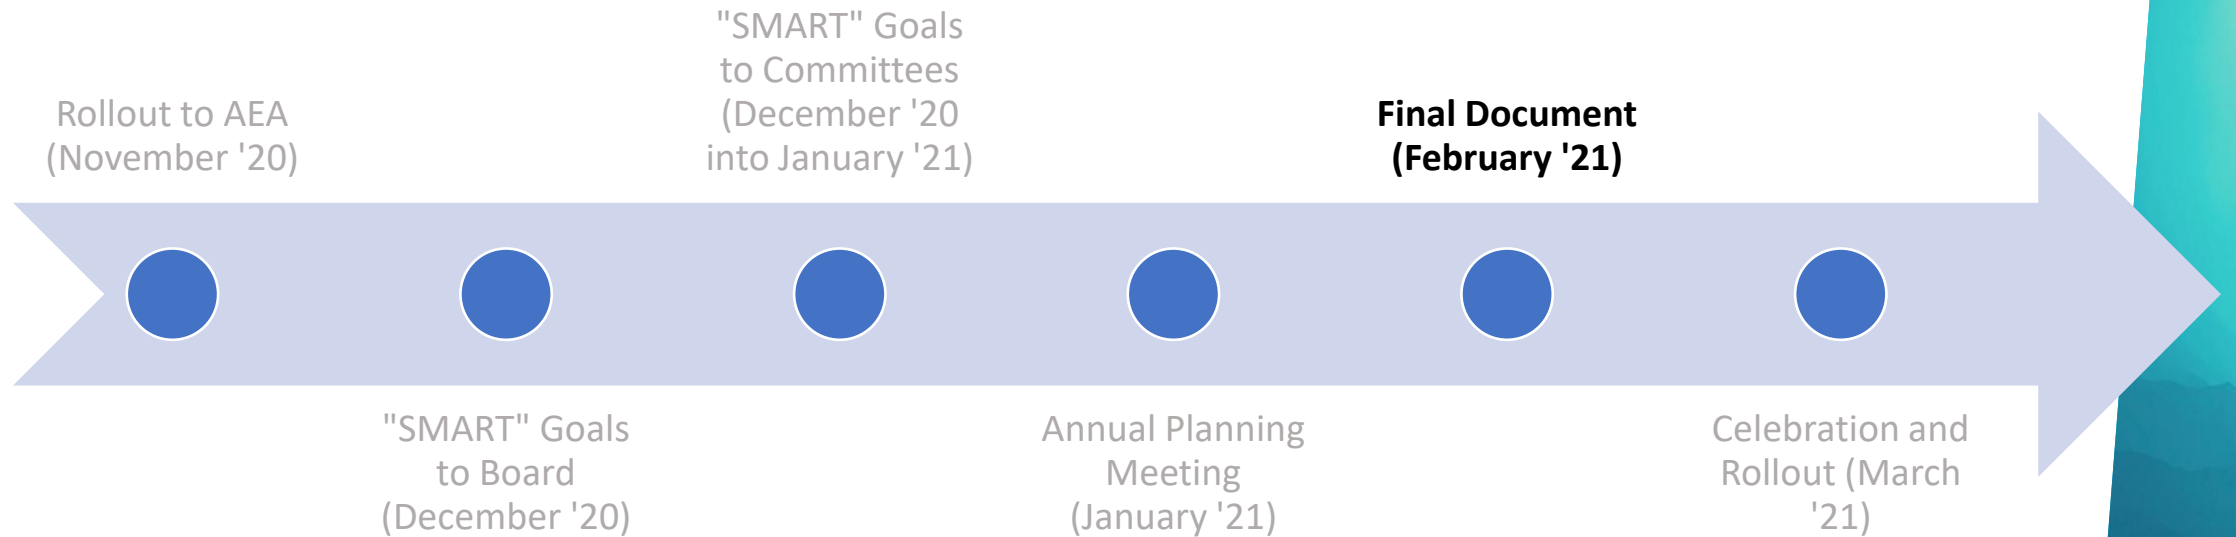 Rollout to AEA
(November '20)
"SMART" Goals
to Board
(December '20)
"SMART" Goals
to Committees
(December '20
into January '21)
Annual Planning
Meeting
(January '21)
Final Document
(February '21)
Celebration and
Rollout (March
'21)